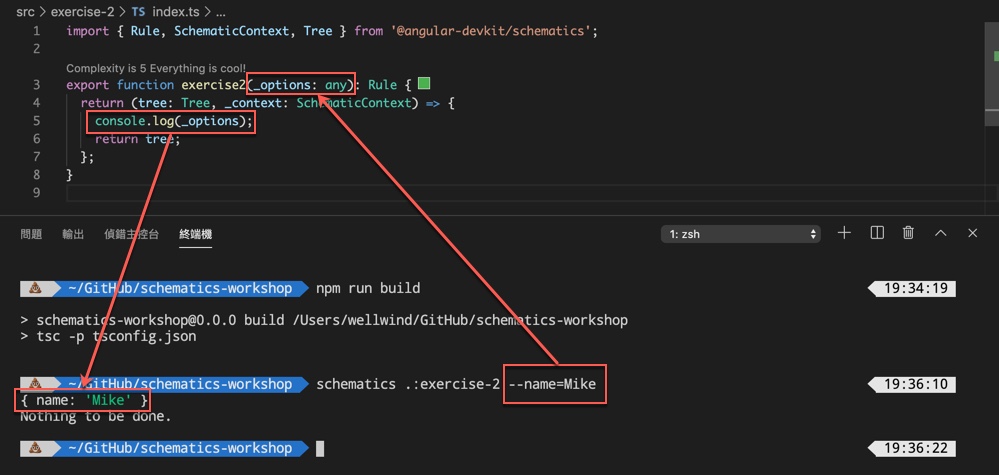 src > exercise-2 > TS index.ts > ...
1 import { Rule, SchematicContext, Tree } from '@angular-devkit/schematics';
2
Complexity is 5 Everything is cool!
3 export function exercise2(_options: any): Rule {
4 return (tree: Tree, _context: SchematicContext) => {
5 console.log(_options);
6 return tree;
7 };
8 }
9
問題 輸出 偵錯主控台 終端機 1: zsh
~/GitHub/schematics-workshop npm run build 19:34:19
> schematics-workshop@0.0.0 build /Users/wellwind/GitHub/schematics-workshop
> tsc -p tsconfig.json
~/GitHub/schematics-workshop schematics .:exercise-2 --name=Mike 19:36:10
{ name: 'Mike' }
Nothing to be done.
~/GitHub/schematics-workshop 19:36:22